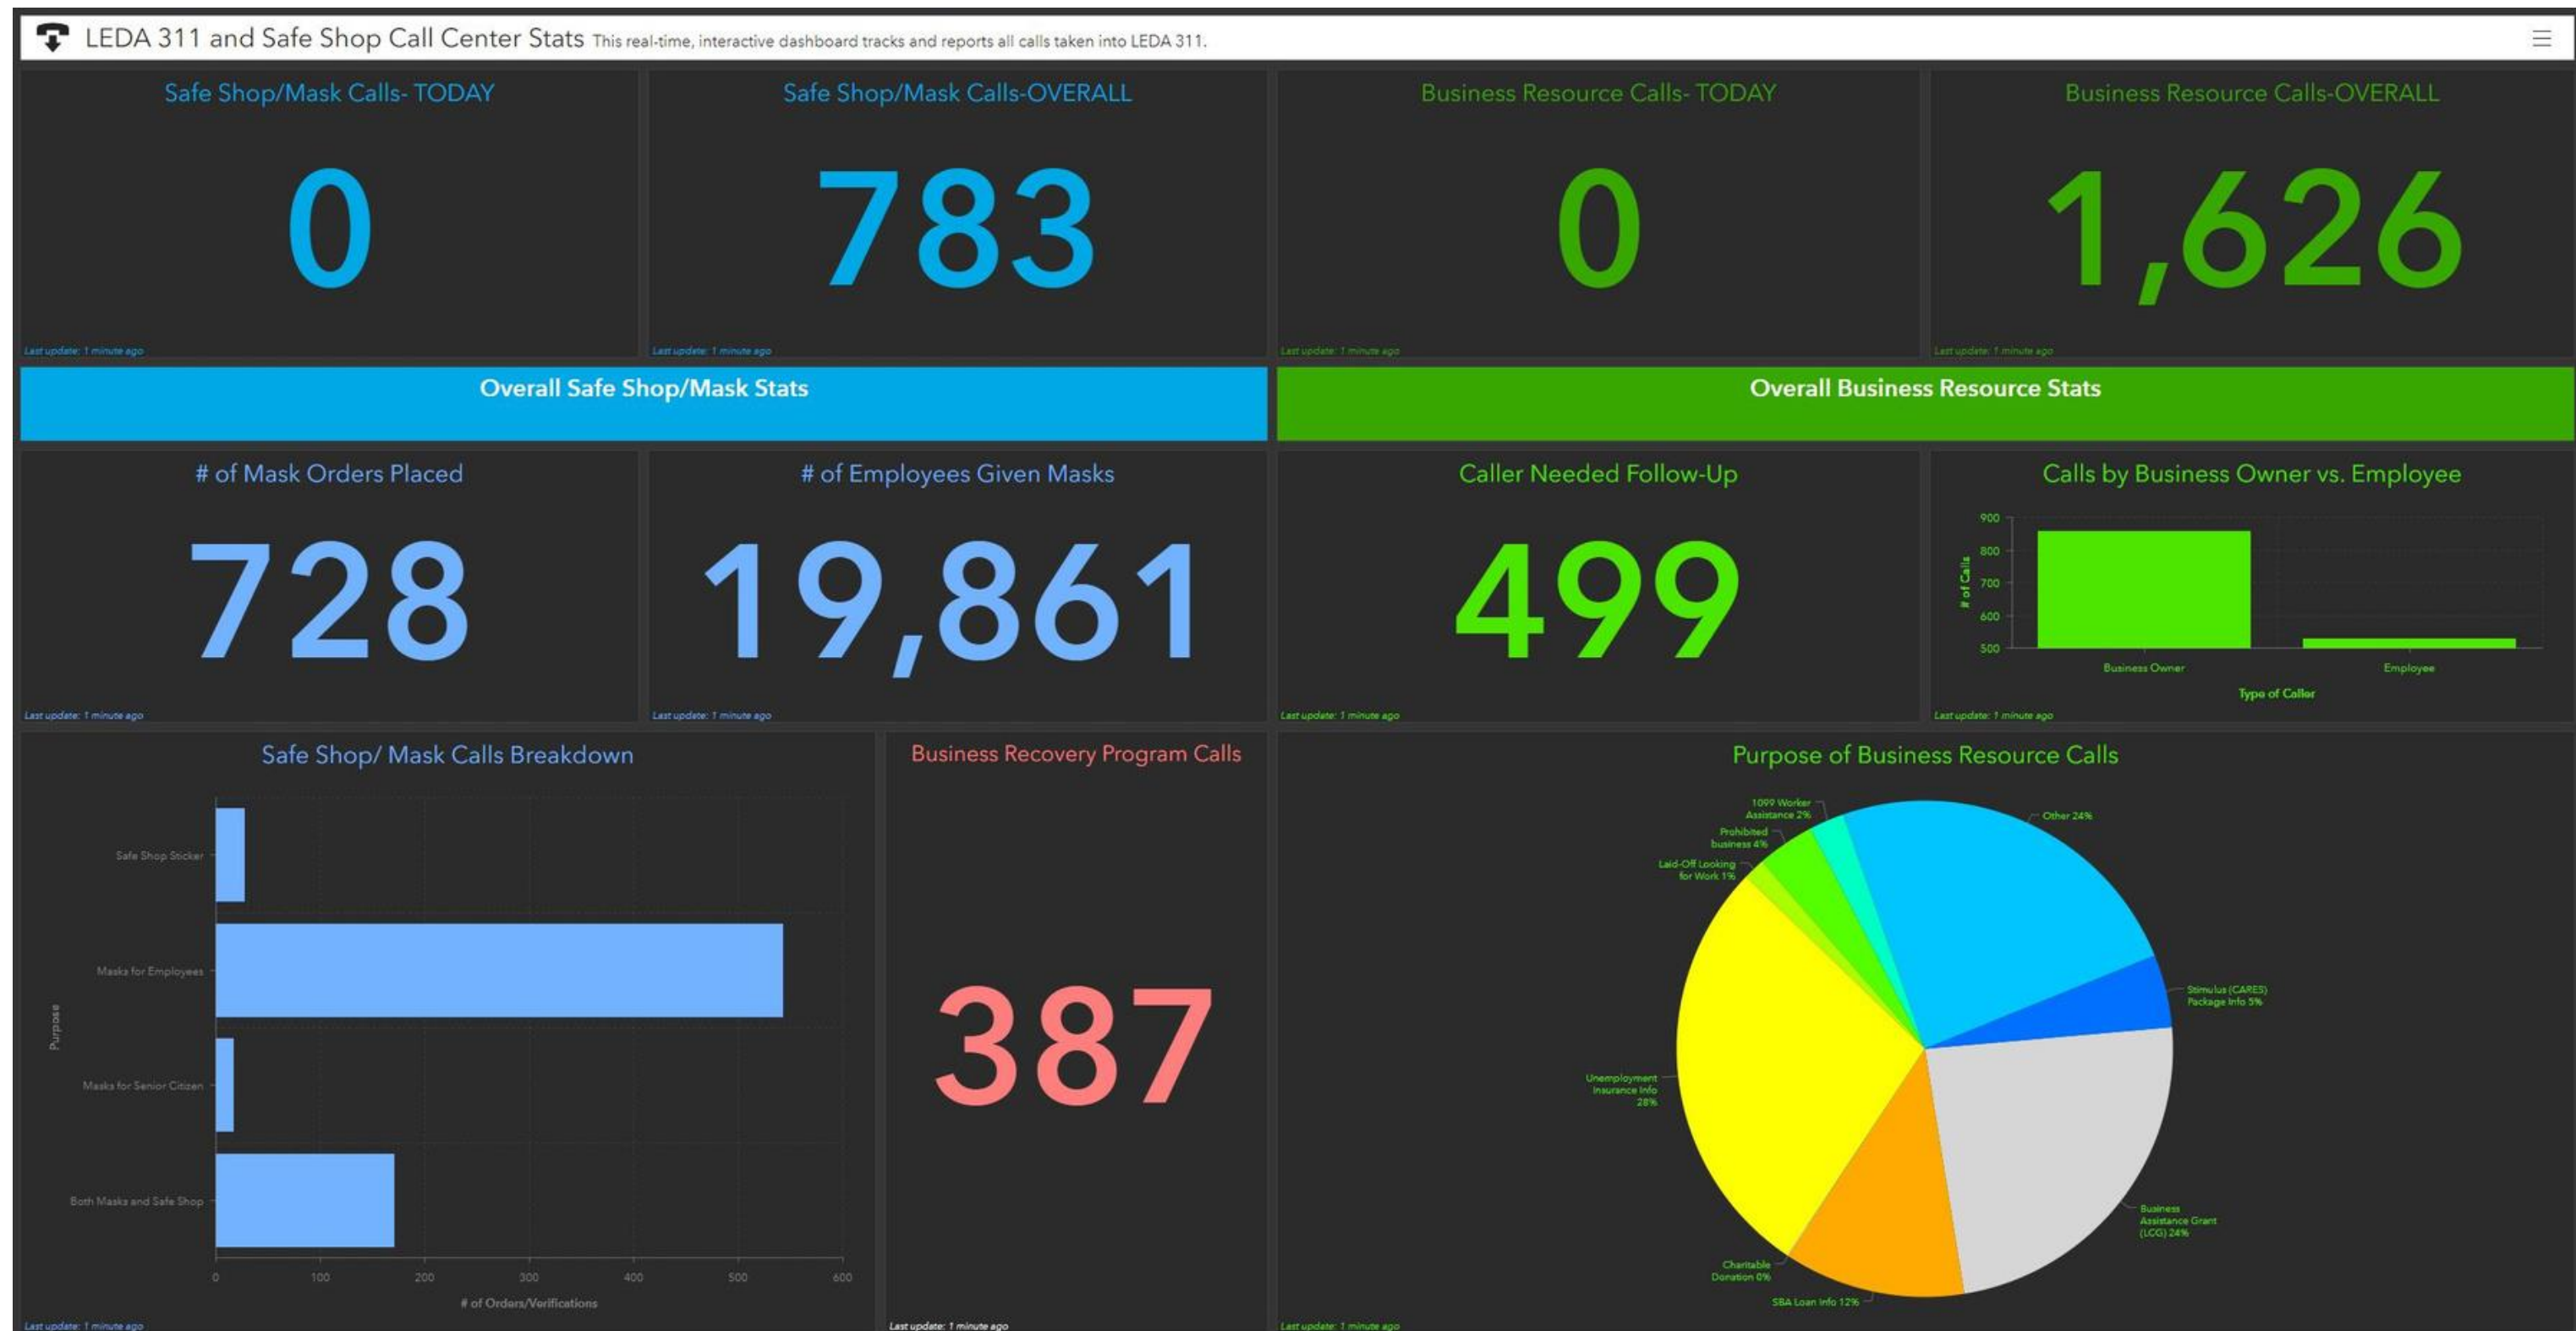 LEDA 311 and Safe Shop Call Center Stats This real-time, interactive dashboard tracks and reports all calls taken into LEDA 311.
Safe Shop/Mask Calls- TODAY
0
Last update: 1 minute ago
Safe Shop/Mask Calls-OVERALL
783
Last update: 1 minute ago
Business Resource Calls- TODAY
0
Last update: 1 minute ago
Business Resource Calls-OVERALL
1,626
Last update: 1 minute ago
Overall Safe Shop/Mask Stats
Overall Business Resource Stats
# of Mask Orders Placed
728
Last update: 1 minute ago
# of Employees Given Masks
19,861
Last update: 1 minute ago
Caller Needed Follow-Up
499
Last update: 1 minute ago
Calls by Business Owner vs. Employee
900
800
700
600
500
# of Calls
Business Owner
Employee
Type of Caller
Last update: 1 minute ago
Safe Shop/ Mask Calls Breakdown
Purpose
Safe Shop Sticker
Masks for Employees
Masks for Senior Citizen
Both Masks and Safe Shop
0 100 200 300 400 500 600
# of Orders/Verifications
Last update: 1 minute ago
Business Recovery Program Calls
387
Last update: 1 minute ago
Purpose of Business Resource Calls
1099 Worker
Assistance 2%
Prohibited
business 4%
Laid-Off Looking
for Work 1%
Other 24%
Stimulus (CARES)
Package Info 5%
Unemployment
Insurance Info
28%
Business
Assistance Grant
(LCG) 24%
Charitable
Donation 0%
SBA Loan Info 12%
Last update: 1 minute ago